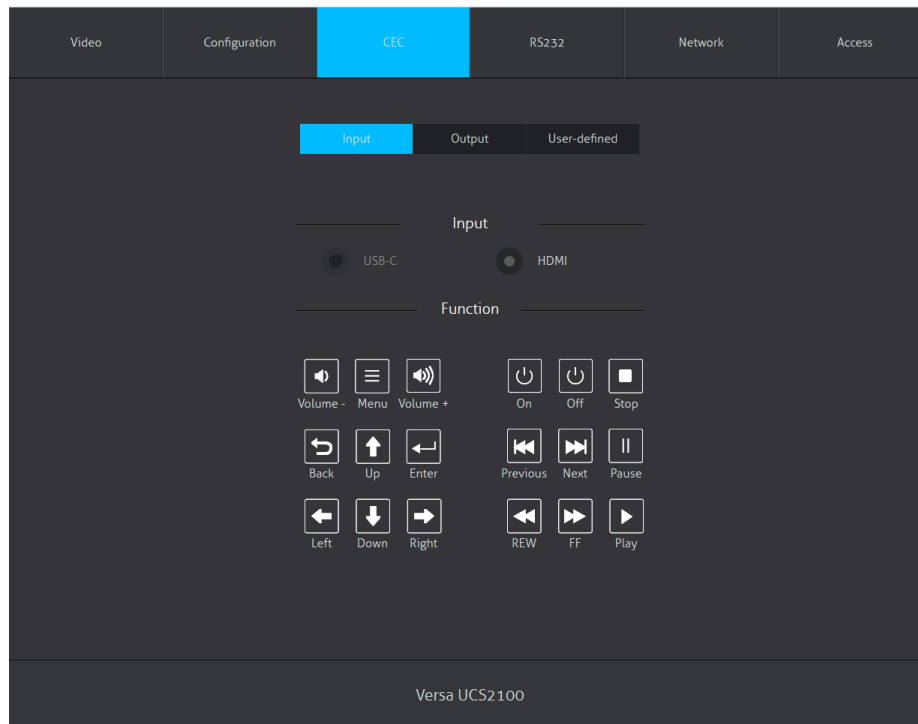 Video Configuration CEC RS232 Network Access
Input Output User-defined
Input
USB-C HDMI
Function
Volume - Menu Volume + On Off Stop
Back Up Enter Previous Next Pause
Left Down Right REW FF Play
Versa UCS2100